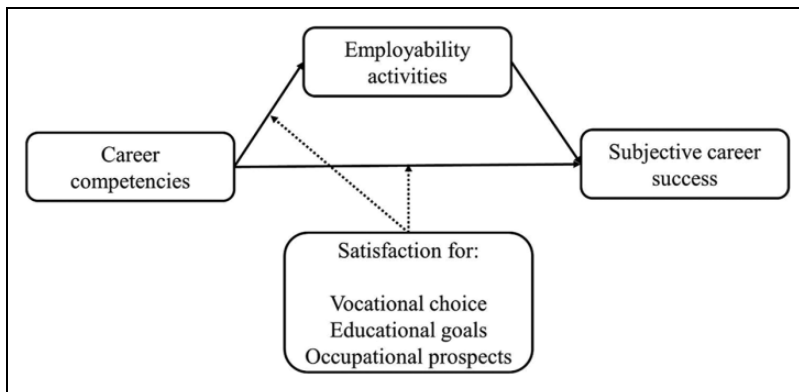 Employability
activities
Career
competencies
Subjective career
success
Satisfaction for:
Vocational choice
Educational goals
Occupational prospects